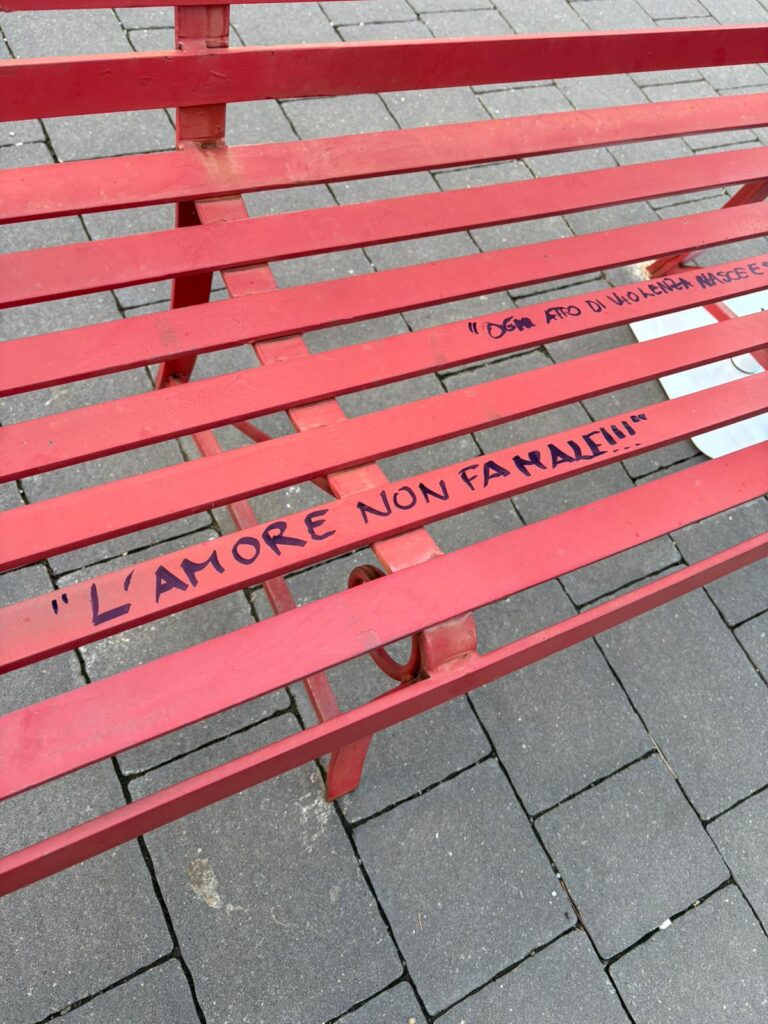 "OGNI ATTO DI VIOLENZA NASCE E
"L'AMORE NON FA MALE!!!"